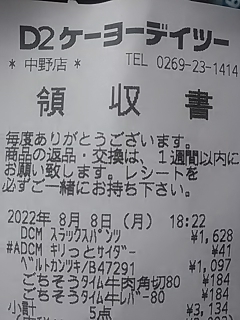 D2ケーヨーデイツー
* 中野店 * TEL 0269-23-1414
領収書
毎度ありがとうございます。
商品の返品・交換は、1週間以内に
お願い致します。レシートを
必ずご一緒にお持ち下さい。
2022年 8月 8日(月) 18:22
DCM スラックスパンツ ¥1,628
#ADCM キリっとサイダー ¥41
ベルトカンツキ/B47291 ¥1,097
ごちそうタイム牛肉角切80 ¥184
ごちそうタイム牛レバー80 ¥184
小計 5点 ¥3,134